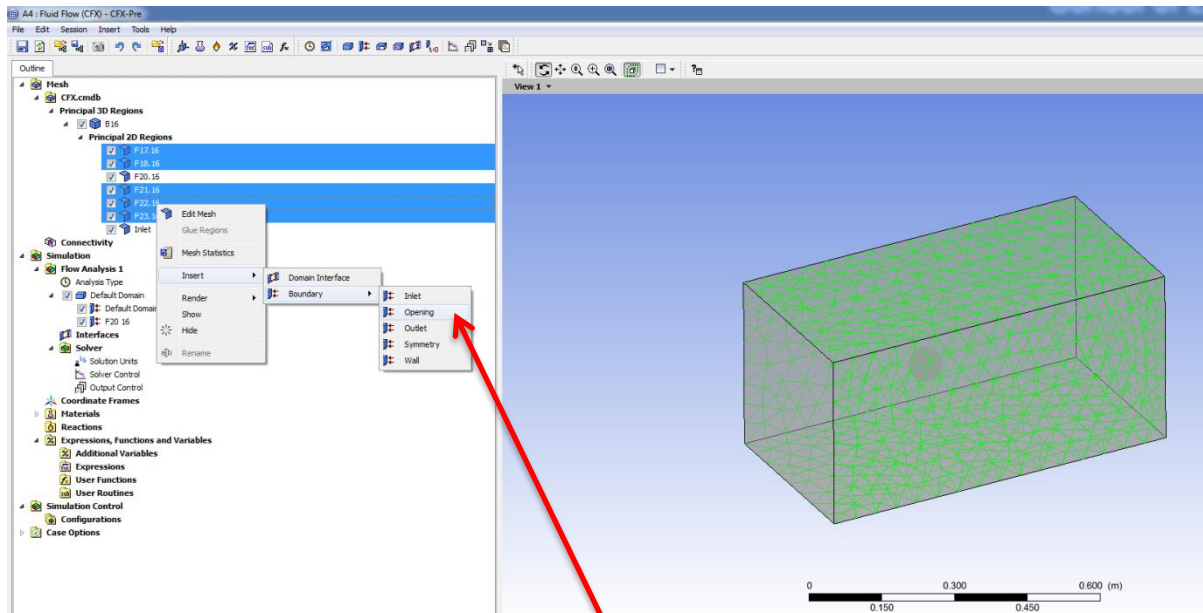 A4 : Fluid Flow (CFX) - CFX-Pre
File Edit Session Insert Tools Help
Outline
Mesh
CFX.cmdb
Principal 3D Regions
B16
Principal 2D Regions
F17.16
F18.16
F20.16
F21.16
F22.16
F23.1
Inlet
Connectivity
Simulation
Flow Analysis 1
Analysis Type
Default Domain
Default Domain
F20 16
Interfaces
Solver
Solution Units
Solver Control
Output Control
Coordinate Frames
Materials
Reactions
Expressions, Functions and Variables
Additional Variables
Expressions
User Functions
User Routines
Simulation Control
Configurations
Case Options
Edit Mesh
Glue Regions
Mesh Statistics
Insert
Render
Show
Hide
Rename
Domain Interface
Boundary
Inlet
Opening
Outlet
Symmetry
Wall
View 1
0 0.300 0.600 (m)
0.150 0.450